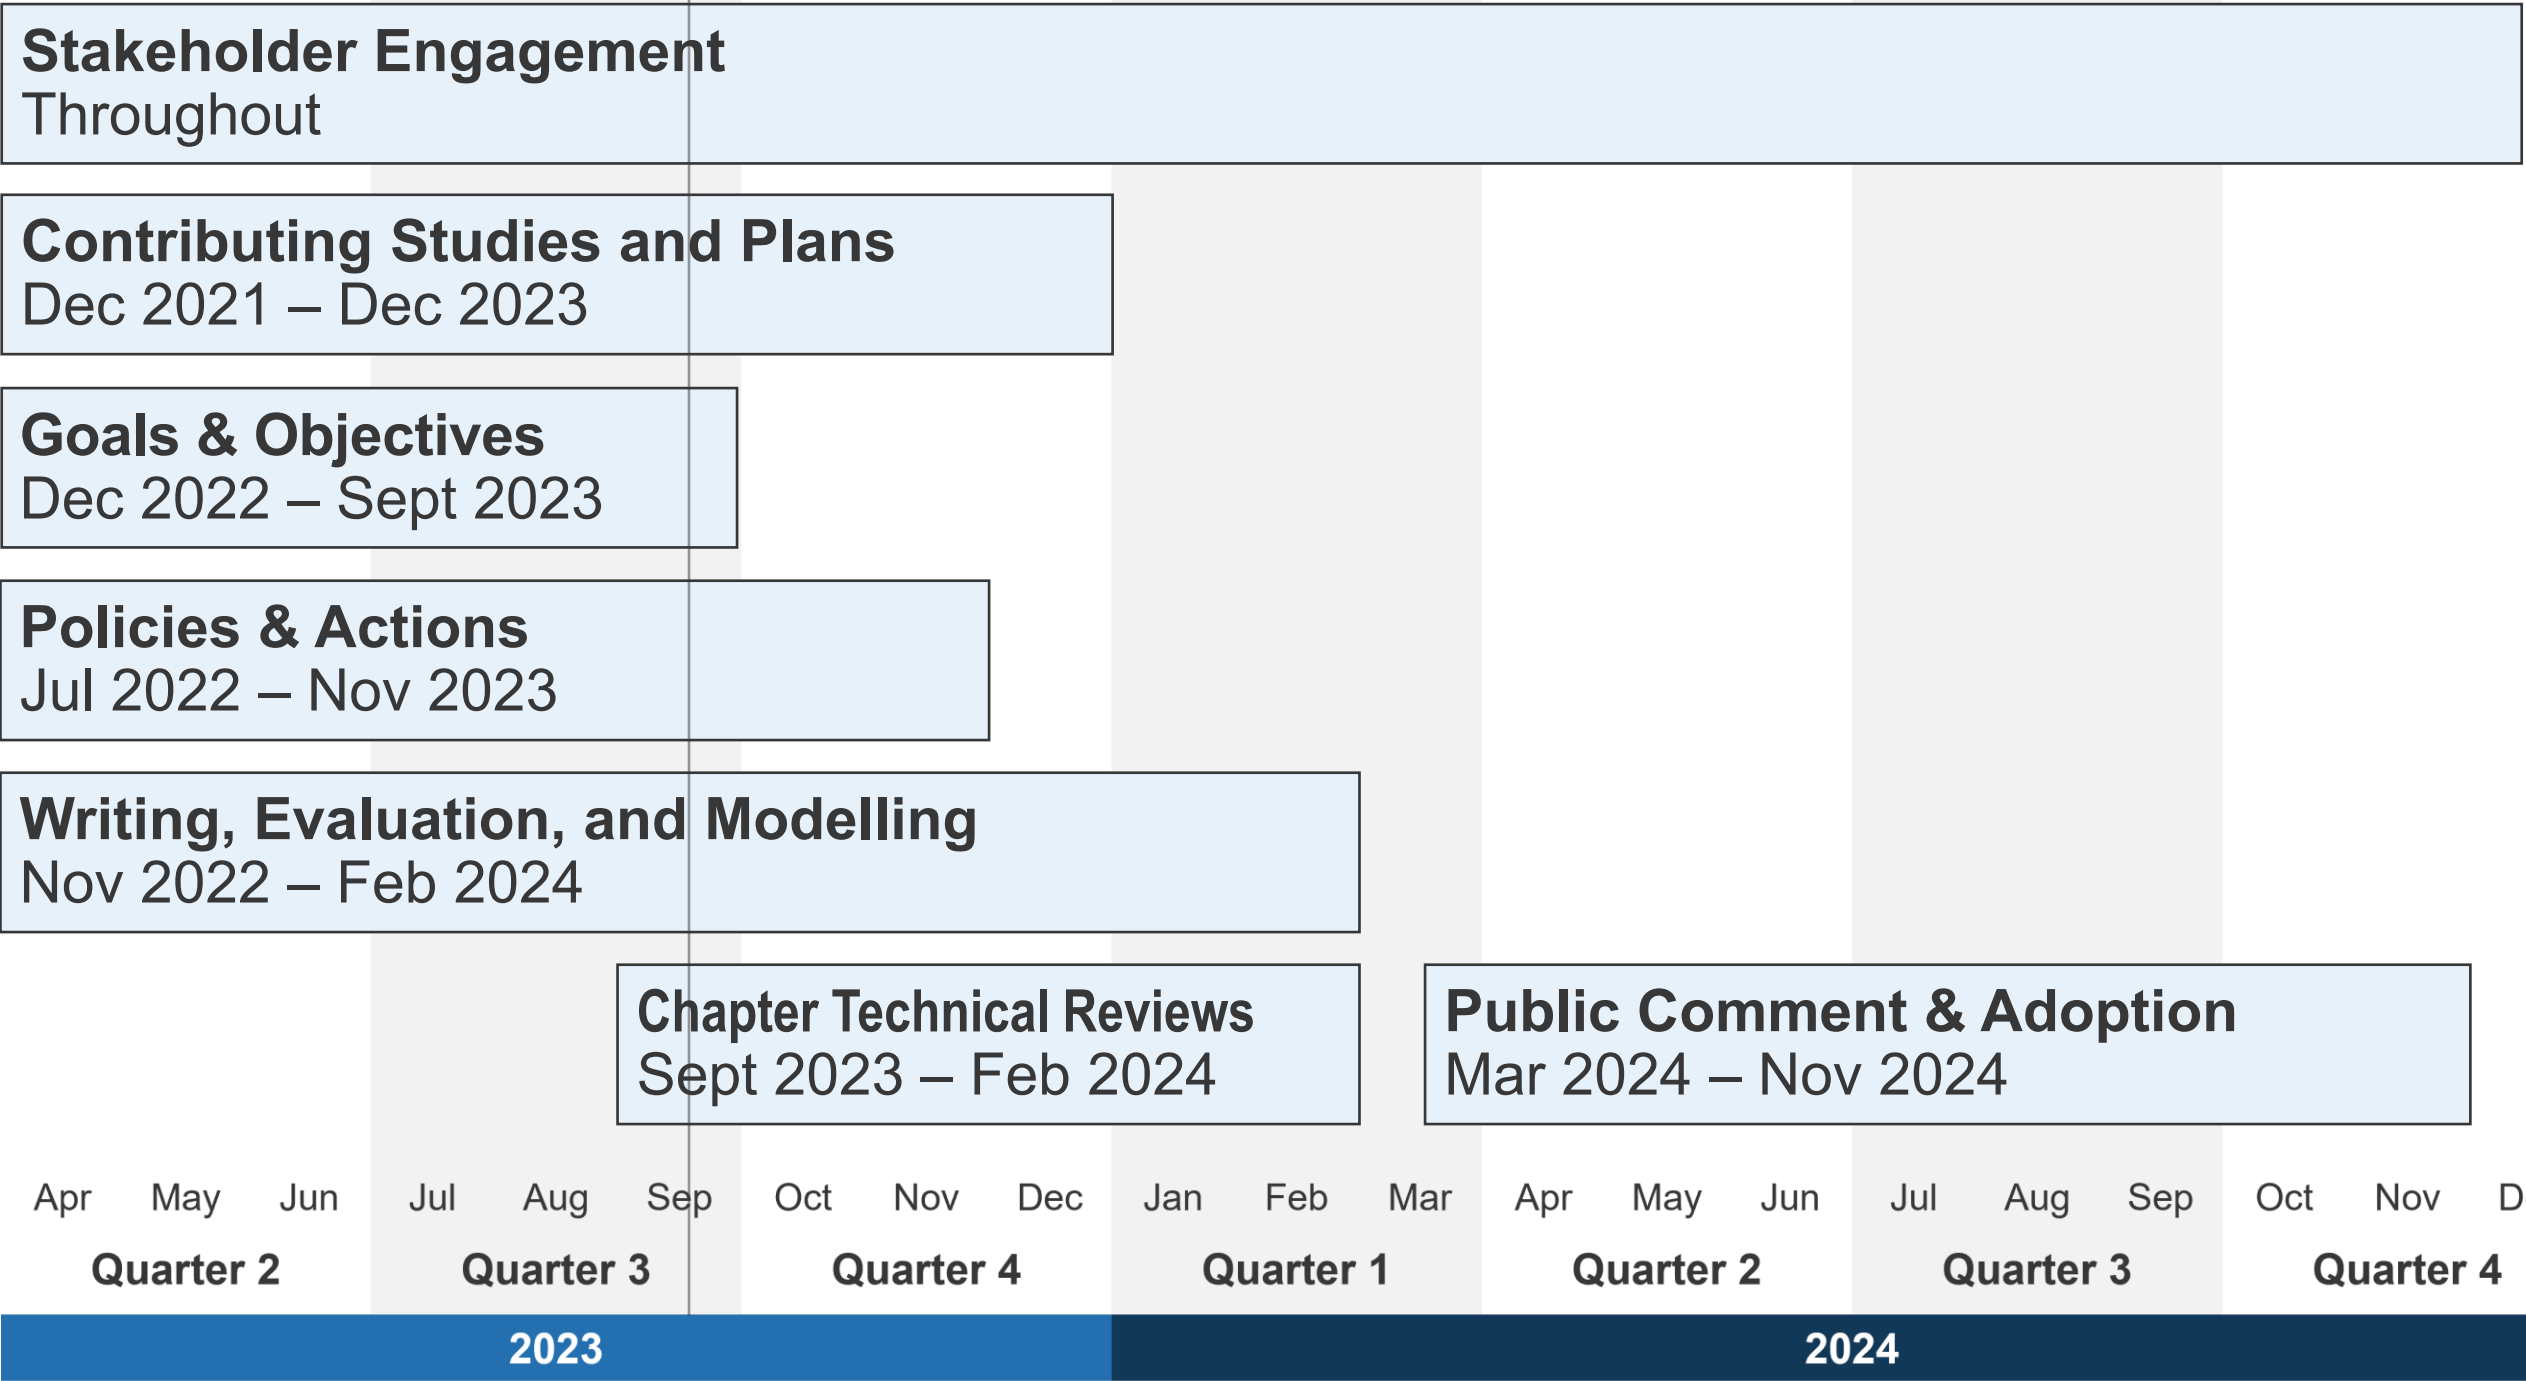 Stakeholder Engagement
Throughout
Contributing Studies and Plans
Dec 2021 – Dec 2023
Goals & Objectives
Dec 2022 – Sept 2023
Policies & Actions
Jul 2022 – Nov 2023
Writing, Evaluation, and Modelling
Nov 2022 – Feb 2024
Chapter Technical Reviews
Sept 2023 – Feb 2024
Public Comment & Adoption
Mar 2024 – Nov 2024
Apr May Jun Jul Aug Sep Oct Nov Dec Jan Feb Mar Apr May Jun Jul Aug Sep Oct Nov D
Quarter 2 Quarter 3 Quarter 4 Quarter 1 Quarter 2 Quarter 3 Quarter 4
2023 2024